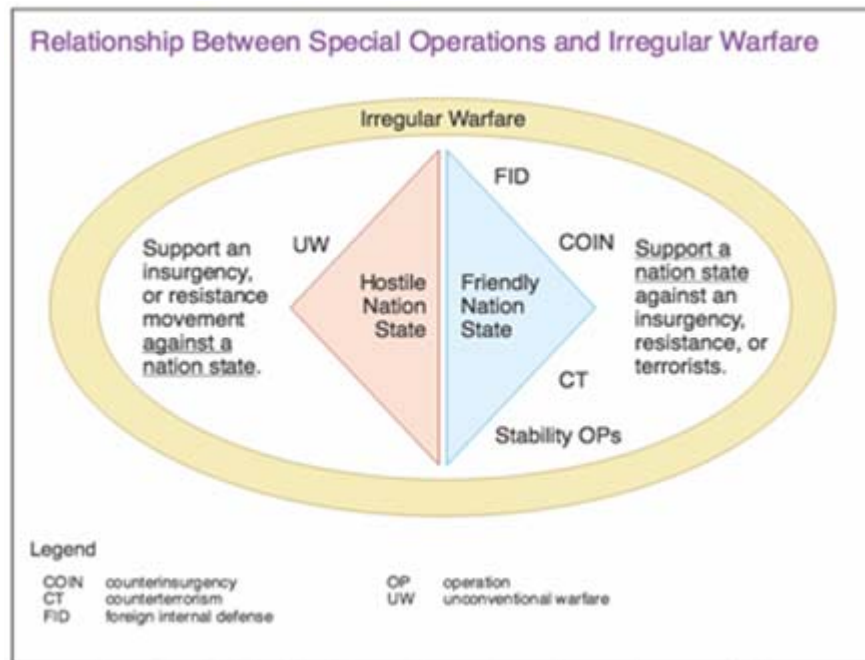 Relationship Between Special Operations and Irregular Warfare
Irregular Warfare
UW
Support an
insurgency,
or resistance
movement
against a
nation state.
Hostile
Nation
State
Friendly
Nation
State
FID
COIN
CT
Stability OPs
Support a
nation state
against an
insurgency,
resistance, or
terrorists.
Legend
COIN counterinsurgency
CT counterterrorism
FID foreign internal defense
OP operation
UW unconventional warfare